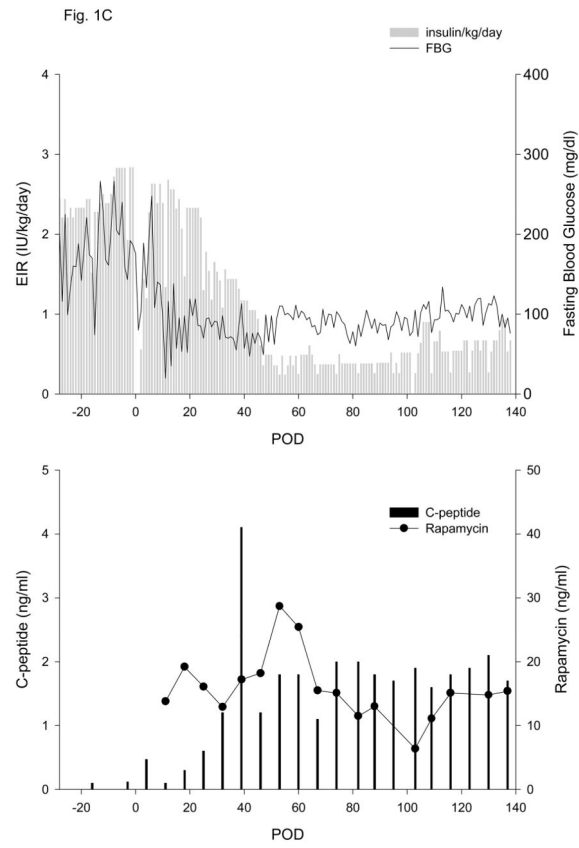 Fig. 1C
insulin/kg/day
FBG
4
3
2
1
0
EIR (IU/kg/day)
400
300
200
100
0
Fasting Blood Glucose (mg/dl)
-20 0 20 40 60 80 100 120 140
POD
C-peptide
Rapamycin
5
4
3
2
1
0
C-peptide (ng/ml)
50
40
30
20
10
0
Rapamycin (ng/ml)
-20 0 20 40 60 80 100 120 140
POD